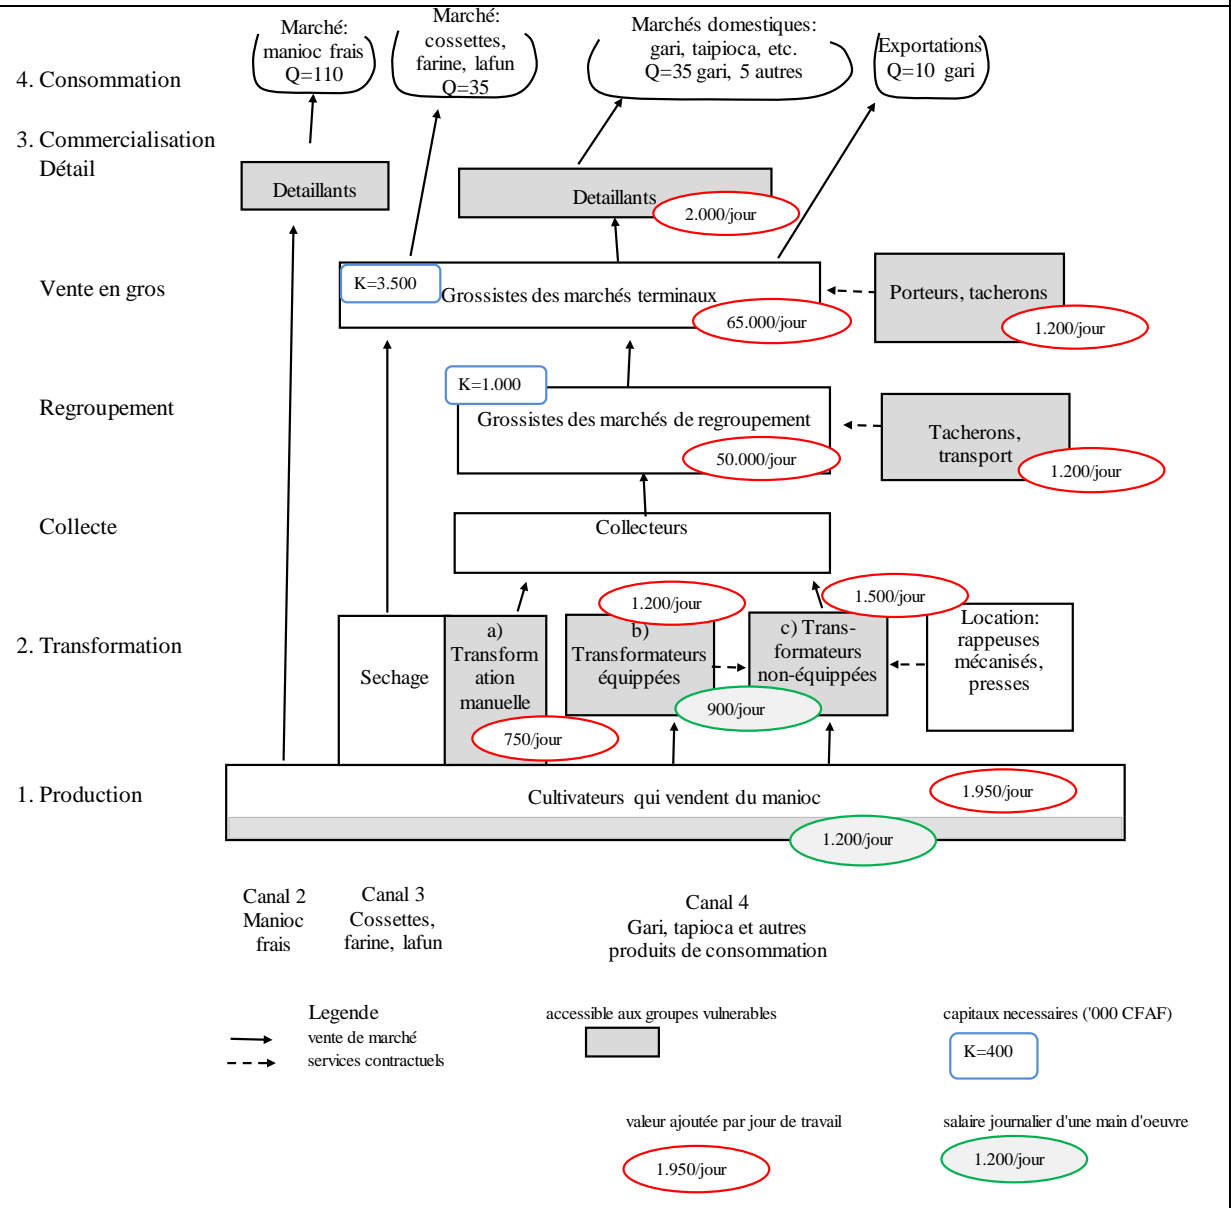 Marché:
manioc frais
Q=110
Marché:
cossettes,
farine, lafun
Q=35
Marchés domestiques:
gari, taipioca, etc.
Q=35 gari, 5 autres
Exportations
Q=10 gari
4. Consommation
3. Commercialisation
Détail
Detaillants
Detaillants
2.000/jour
Vente en gros
K=3.500
Grossistes des marchés terminaux
65.000/jour
Porteurs, tacherons
1.200/jour
Regroupement
K=1.000
Grossistes des marchés de regroupement
50.000/jour
Tacherons,
transport
1.200/jour
Collecte
Collecteurs
2. Transformation
Sechage
a)
Transform
ation
manuelle
750/jour
1.200/jour
b)
Transformateurs
équippées
900/jour
1.500/jour
c) Trans-
formateurs
non-équippées
Location:
rappeuses
mécanisés,
presses
1. Production
Cultivateurs qui vendent du manioc
1.950/jour
1.200/jour
Canal 2
Manioc
frais
Canal 3
Cossettes,
farine, lafun
Canal 4
Gari, tapioca et autres
produits de consommation
Legende
vente de marché
services contractuels
accessible aux groupes vulnerables
capitaux necessaires ('000 CFAF)
K=400
valeur ajoutée par jour de travail
1.950/jour
salaire journalier d'une main d'oeuvre
1.200/jour